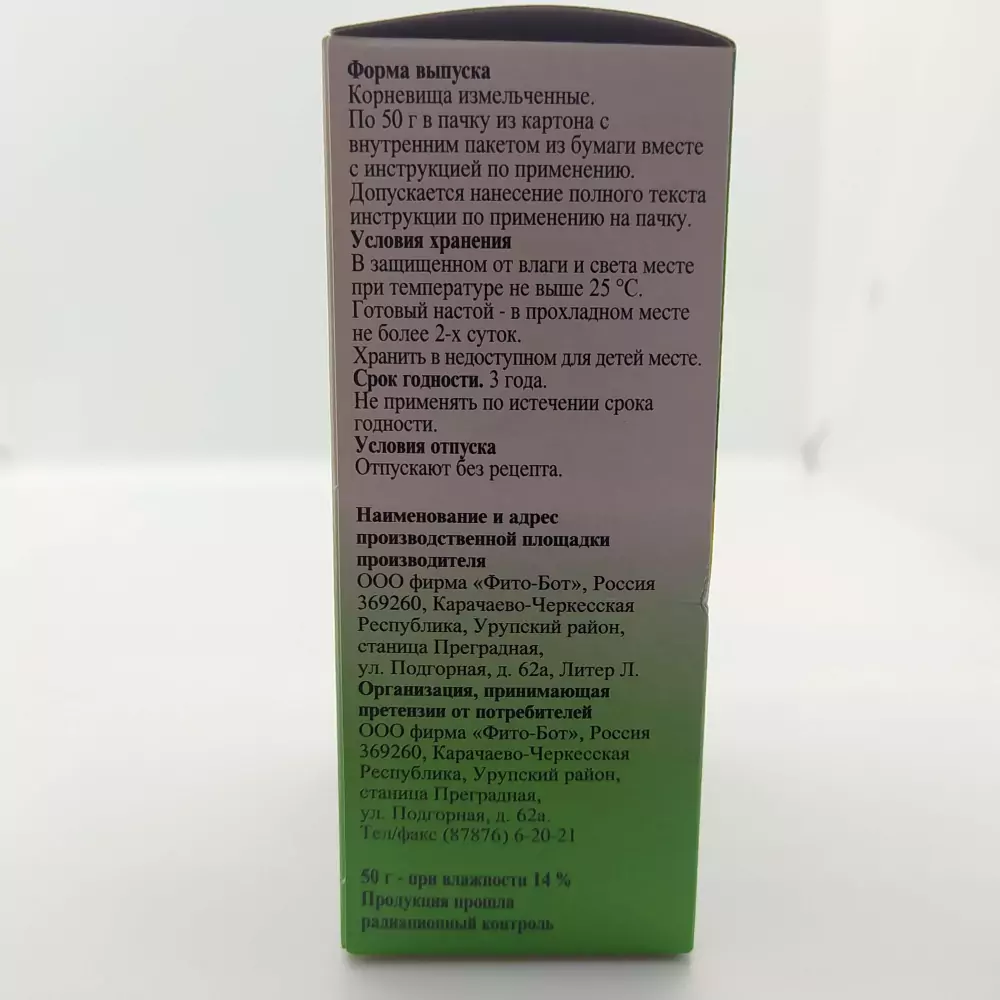 Форма выпуска
Корневища измельченные.
По 50 г в пачку из картона с
внутренним пакетом из бумаги вместе
с инструкцией по применению.
Допускается нанесение полного текста
инструкции по применению на пачку.
Условия хранения
В защищенном от влаги и света месте
при температуре не выше 25 °С.
Готовый настой - в прохладном месте
не более 2-х суток.
Хранить в недоступном для детей месте.
Срок годности. 3 года.
Не применять по истечении срока
годности.
Условия отпуска
Отпускают без рецепта.
Наименование и адрес
производственной площадки
производителя
ООО фирма «Фито-Бот», Россия
369260, Карачаево-Черкесская
Республика, Урупский район,
станица Преградная,
ул. Подгорная, д. 62а, Литер Л.
Организация, принимающая
претензии от потребителей
ООО фирма «Фито-Бот», Россия
369260, Карачаево-Черкесская
Республика, Урупский район,
станица Преградная,
ул. Подгорная, д. 62а.
Тел/факс (87876) 6-20-21
50 г - при влажности 14 %
Продукция прошла
радиационный контроль